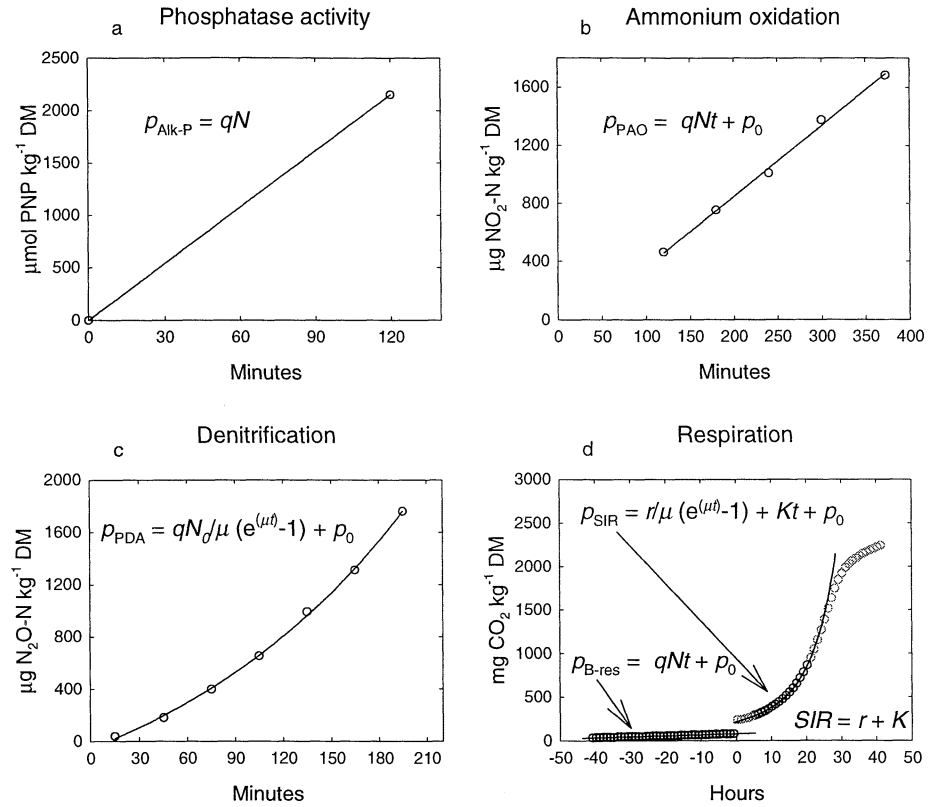 a Phosphatase activity
µmol PNP kg⁻¹ DM
2500
2000
1500
1000
500
0
p_Alk-P = qN
0 30 60 90 120
Minutes
b Ammonium oxidation
µg NO₂-N kg⁻¹ DM
1600
1200
800
400
0
p_PAO = qNt + p₀
0 50 100 150 200 250 300 350 400
Minutes
c Denitrification
µg N₂O-N kg⁻¹ DM
2000
1600
1200
800
400
0
p_PDA = qN₀/µ (e^(µt)-1) + p₀
0 30 60 90 120 150 180 210
Minutes
d Respiration
mg CO₂ kg⁻¹ DM
3000
2500
2000
1500
1000
500
0
p_SIR = r/µ (e^(µt)-1) + Kt + p₀
p_B-res = qNt + p₀
SIR = r + K
-50 -40 -30 -20 -10 0 10 20 30 40 50
Hours